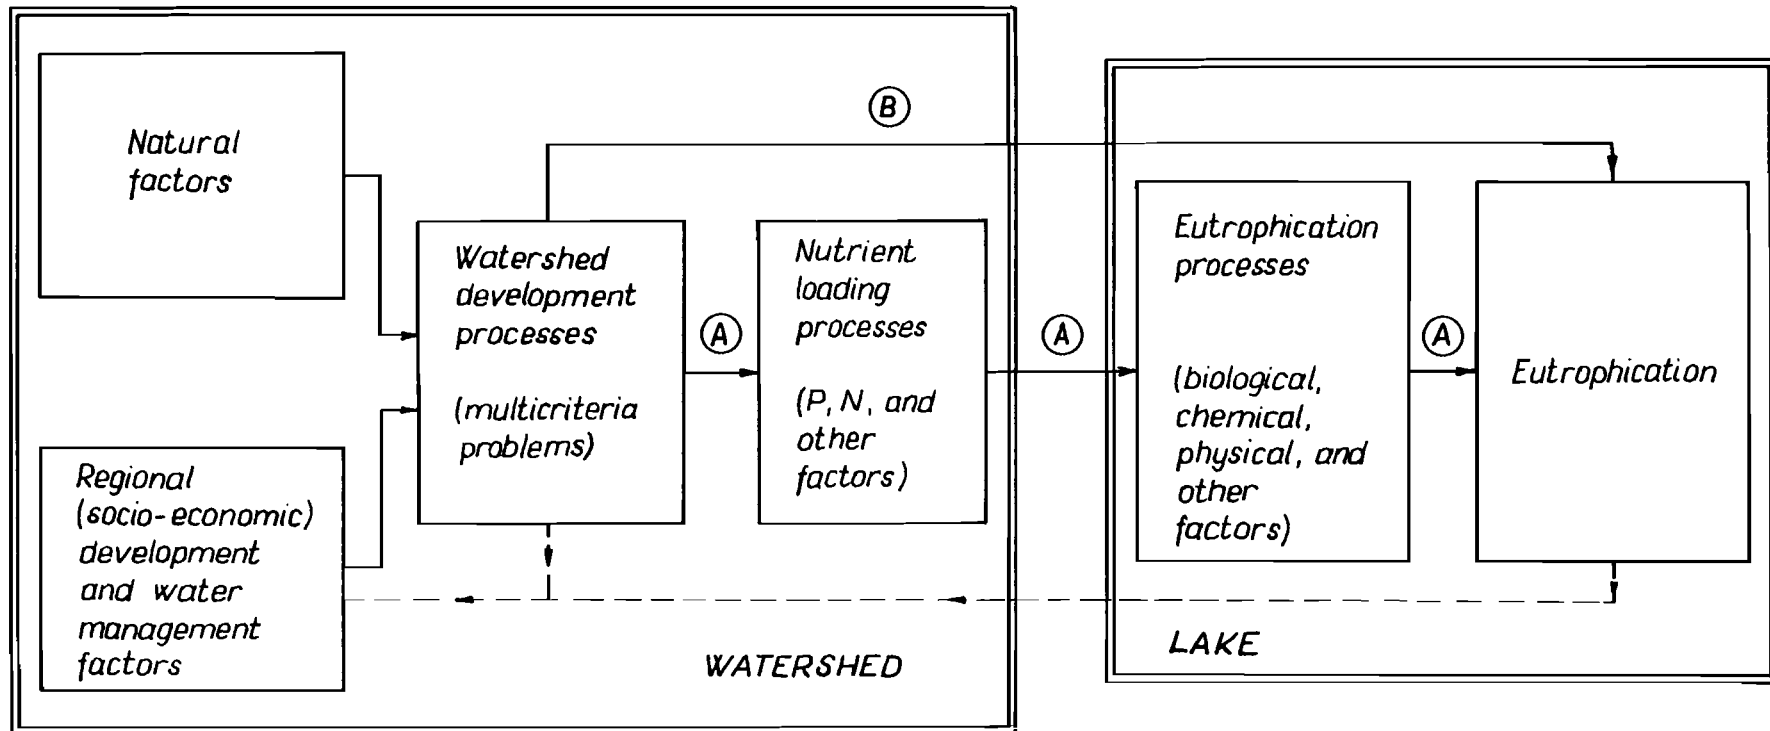 Natural
factors
Regional
(socio-economic)
development
and water
management
factors
Watershed
development
processes
(multicriteria
problems)
A
Nutrient
loading
processes
(P, N, and
other
factors)
B
A
Eutrophication
processes
(biological,
chemical,
physical, and
other
factors)
A
Eutrophication
WATERSHED
LAKE